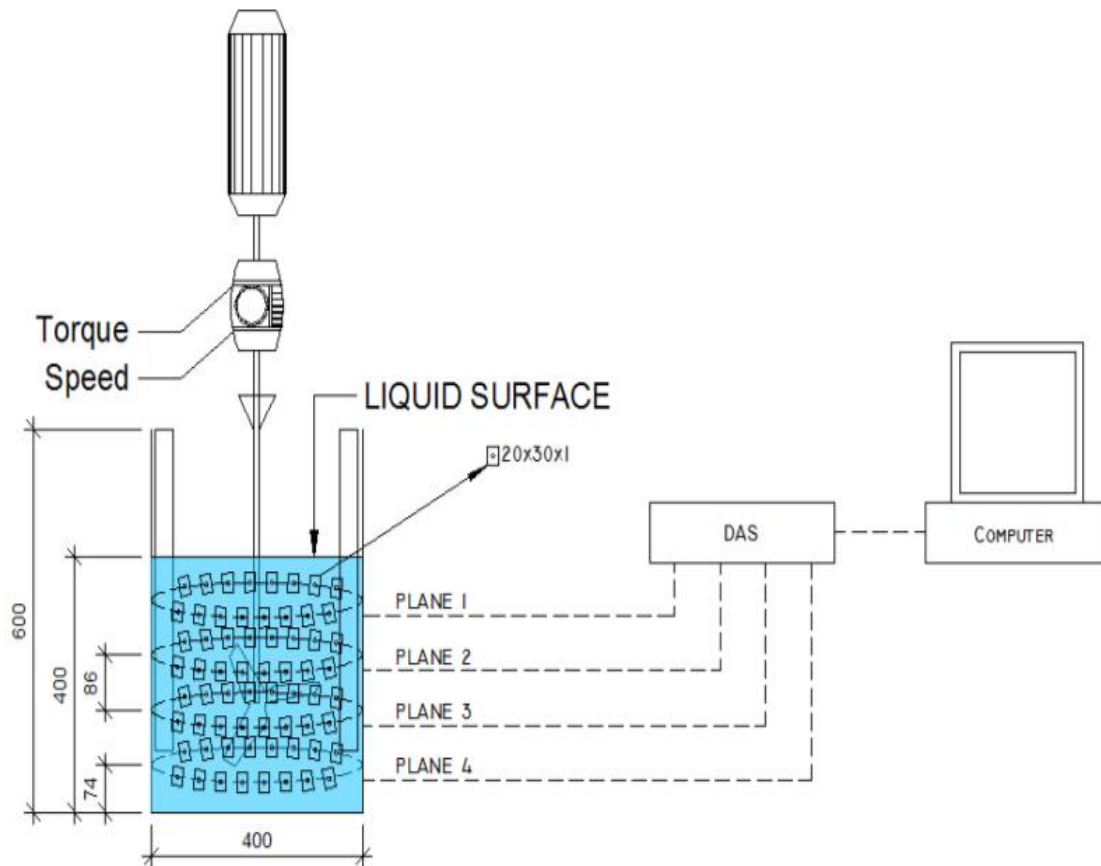 Torque
Speed
LIQUID SURFACE
20x30x1
DAS
COMPUTER
PLANE 1
PLANE 2
PLANE 3
PLANE 4
600
400
86
74
400